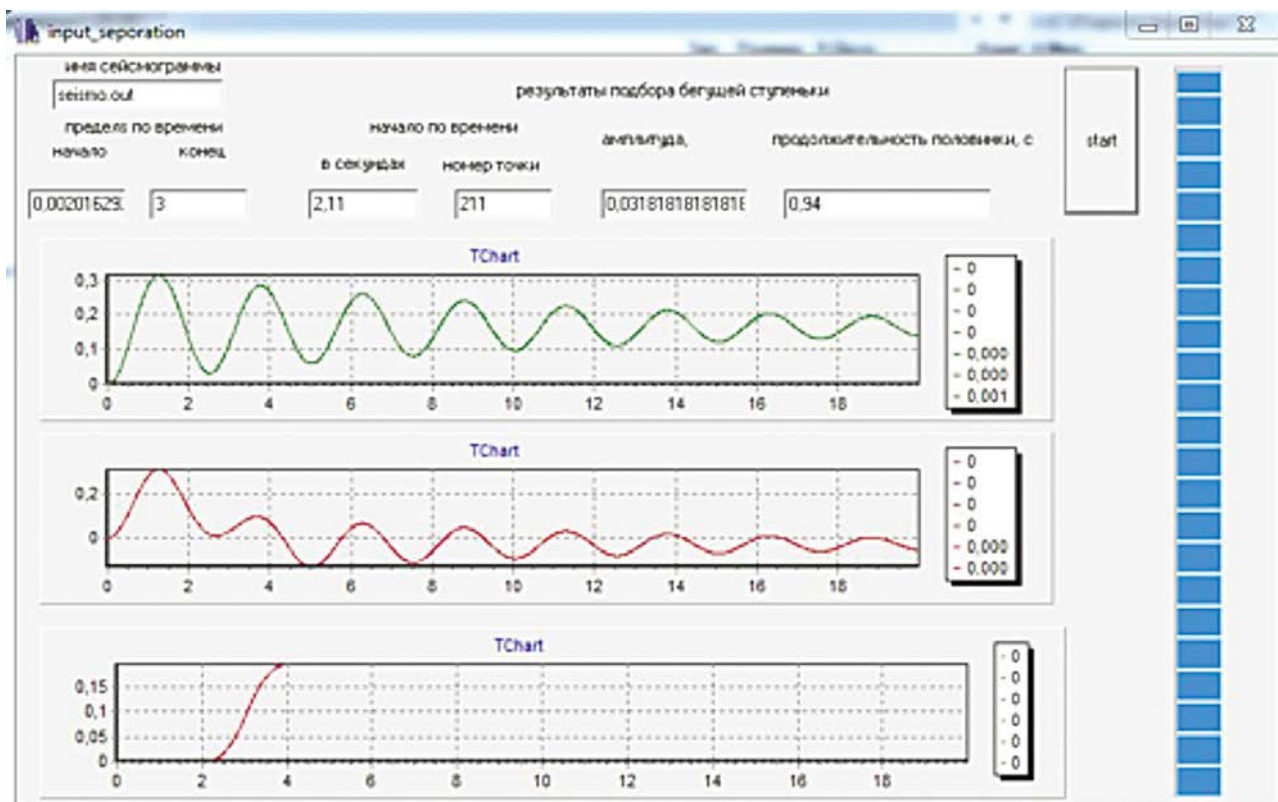 input_seporation
имя сейсмограммы
seismo.out
результаты подбора бегущей ступеньки
пределя по времени
начало по времени
амплитуда,
продолжительность половинки, с
start
начало
конец
в секундах
номер точки
0,002016293
3
2,11
211
0,0318181818181818
0,94
TChart
0,3
0,2
0,1
0
0 2 4 6 8 10 12 14 16 18
0
0
0
0
0,000
0,000
0,001
TChart
0,2
0
0 2 4 6 8 10 12 14 16 18
0
0
0
0
0,000
0,000
TChart
0,15
0,1
0,05
0
0 2 4 6 8 10 12 14 16 18
0
0
0
0
0
0